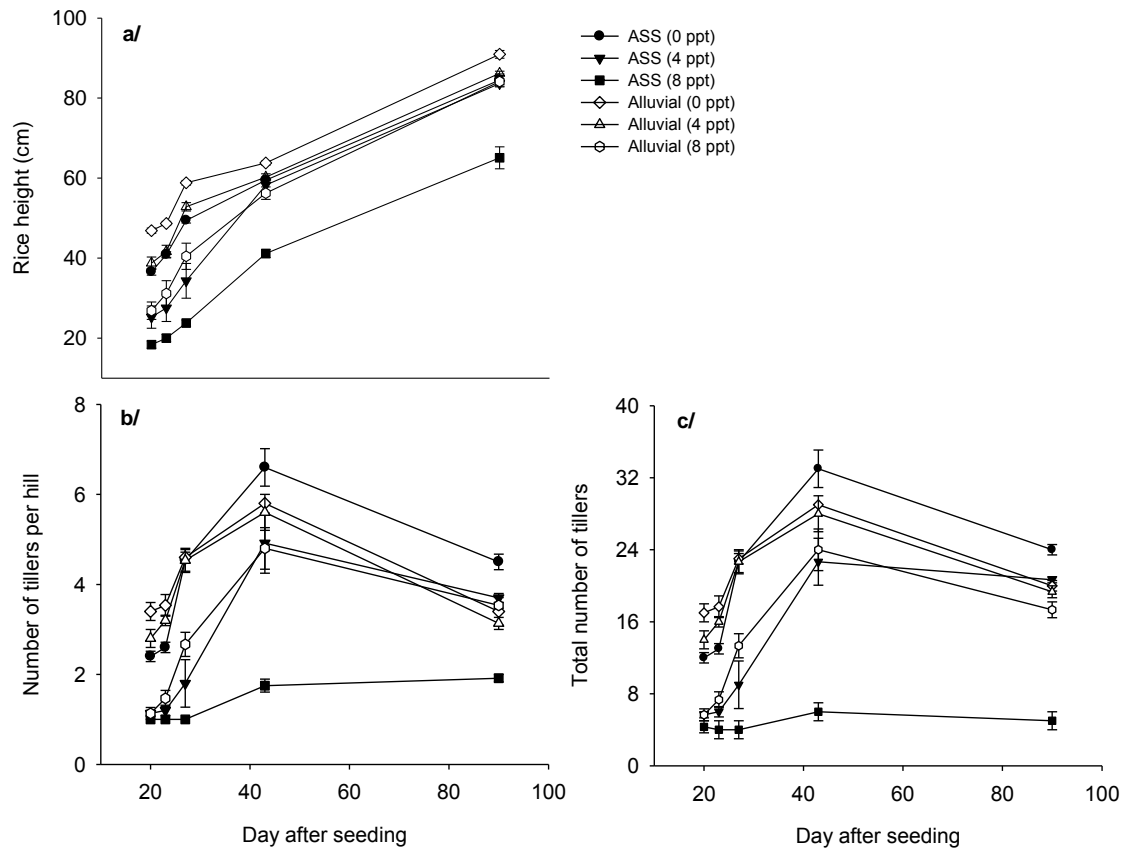 a/
Rice height (cm)
100
80
60
40
20
ASS (0 ppt)
ASS (4 ppt)
ASS (8 ppt)
Alluvial (0 ppt)
Alluvial (4 ppt)
Alluvial (8 ppt)
b/
Number of tillers per hill
8
6
4
2
0
20 40 60 80 100
Day after seeding
c/
Total number of tillers
40
32
24
16
8
0
20 40 60 80 100
Day after seeding